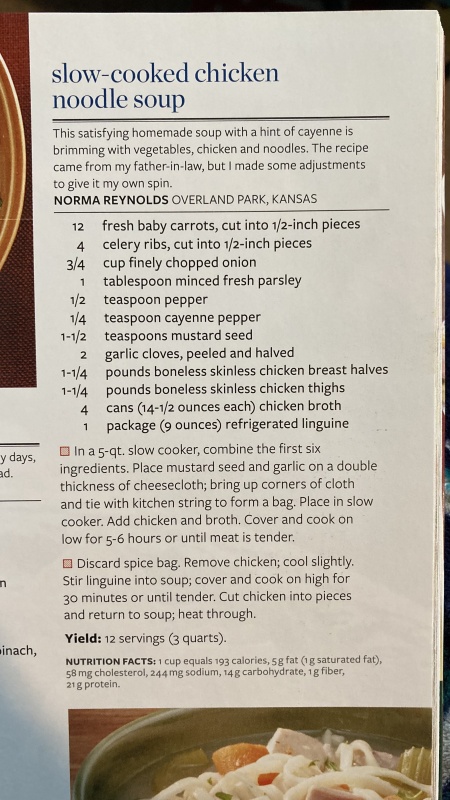 slow-cooked chicken
noodle soup
This satisfying homemade soup with a hint of cayenne is
brimming with vegetables, chicken and noodles. The recipe
came from my father-in-law, but I made some adjustments
to give it my own spin.
NORMA REYNOLDS OVERLAND PARK, KANSAS
12 fresh baby carrots, cut into 1/2-inch pieces
4 celery ribs, cut into 1/2-inch pieces
3/4 cup finely chopped onion
1 tablespoon minced fresh parsley
1/2 teaspoon pepper
1/4 teaspoon cayenne pepper
1-1/2 teaspoons mustard seed
2 garlic cloves, peeled and halved
1-1/4 pounds boneless skinless chicken breast halves
1-1/4 pounds boneless skinless chicken thighs
4 cans (14-1/2 ounces each) chicken broth
1 package (9 ounces) refrigerated linguine
In a 5-qt. slow cooker, combine the first six
ingredients. Place mustard seed and garlic on a double
thickness of cheesecloth; bring up corners of cloth
and tie with kitchen string to form a bag. Place in slow
cooker. Add chicken and broth. Cover and cook on
low for 5-6 hours or until meat is tender.
Discard spice bag. Remove chicken; cool slightly.
Stir linguine into soup; cover and cook on high for
30 minutes or until tender. Cut chicken into pieces
and return to soup; heat through.
Yield: 12 servings (3 quarts).
NUTRITION FACTS: 1 cup equals 193 calories, 5 g fat (1 g saturated fat),
58 mg cholesterol, 244 mg sodium, 14 g carbohydrate, 1 g fiber,
21 g protein.
y days,
ad.
n
inach,